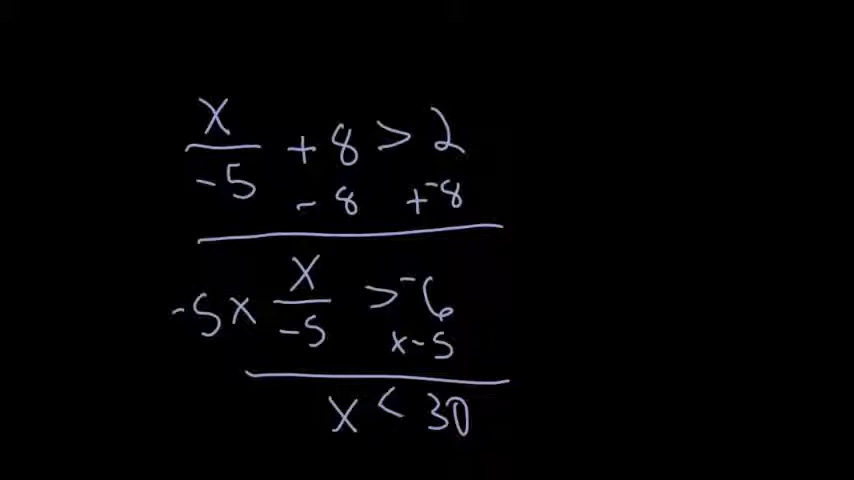 x/-5 + 8 > 2
- 8 + -8
-5 x x/-5 > -6
x - 5
x < 30